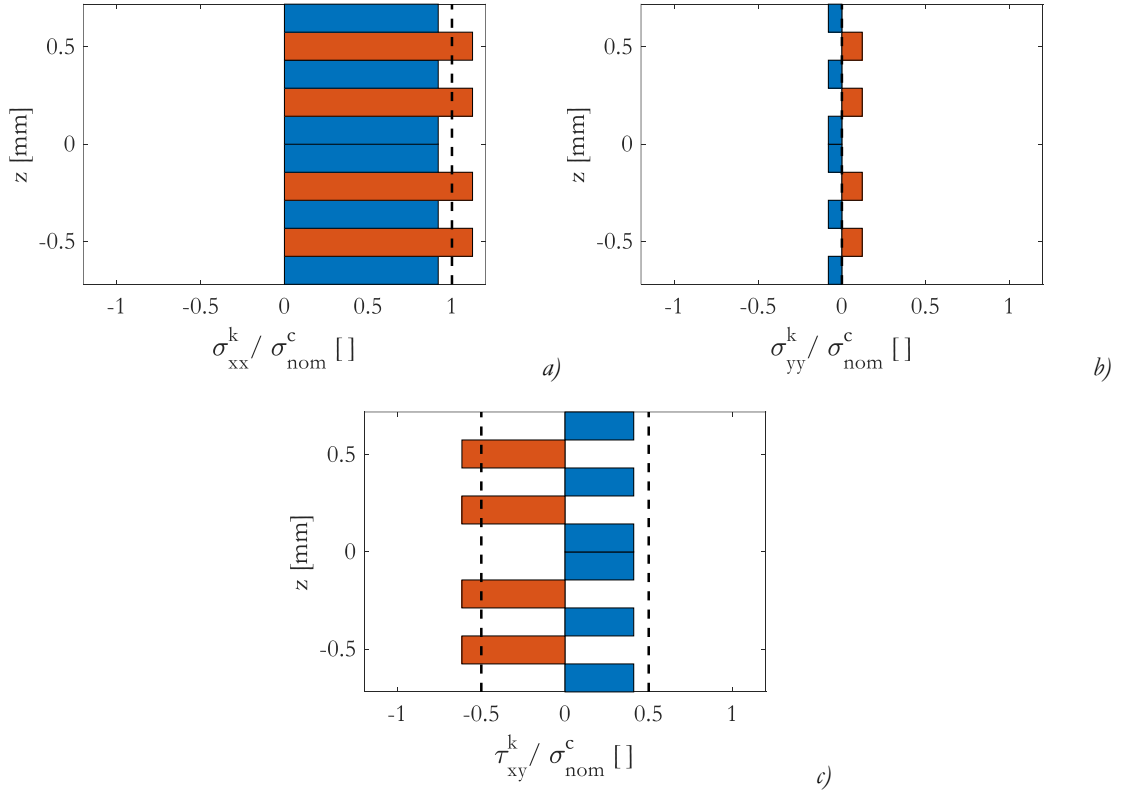 0.5
0
-0.5
z [mm]
-1 -0.5 0 0.5 1
σ^k_xx / σ^c_nom [ ]
a)
0.5
0
-0.5
z [mm]
-1 -0.5 0 0.5 1
σ^k_yy / σ^c_nom [ ]
b)
0.5
0
-0.5
z [mm]
-1 -0.5 0 0.5 1
τ^k_xy / σ^c_nom [ ]
c)